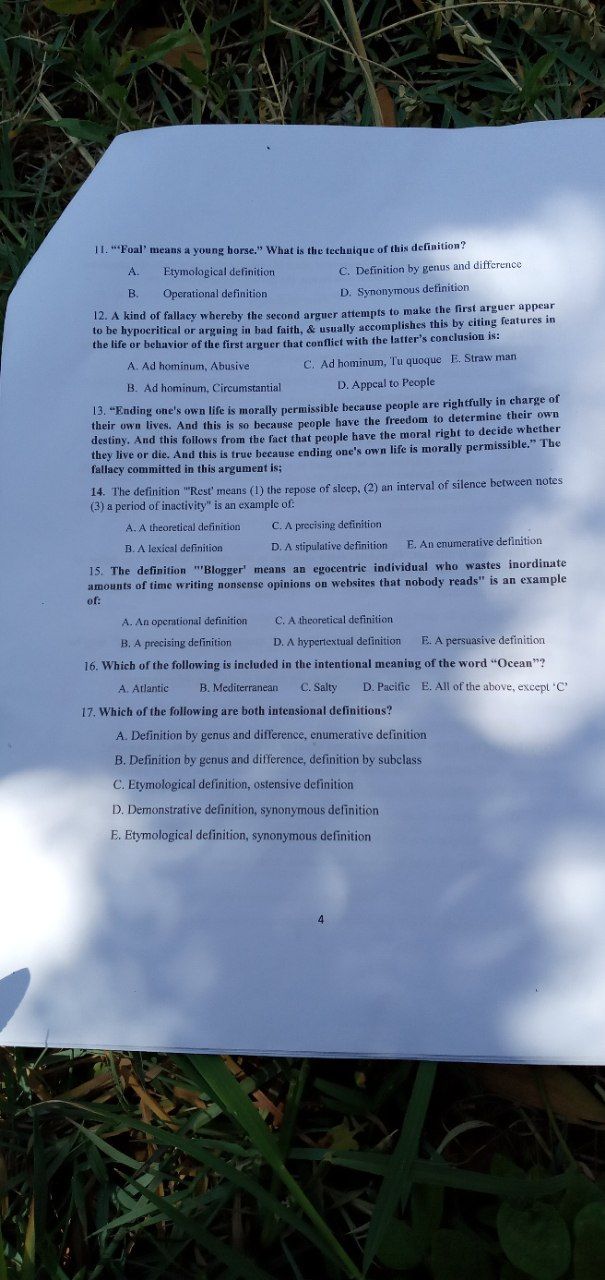 11. "‘Foal’ means a young horse." What is the technique of this definition?
A. Etymological definition C. Definition by genus and difference
B. Operational definition D. Synonymous definition
12. A kind of fallacy whereby the second arguer attempts to make the first arguer appear
to be hypocritical or arguing in bad faith, & usually accomplishes this by citing features in
the life or behavior of the first arguer that conflict with the latter's conclusion is:
A. Ad hominum, Abusive C. Ad hominum, Tu quoque E. Straw man
B. Ad hominum, Circumstantial D. Appeal to People
13. "Ending one's own life is morally permissible because people are rightfully in charge of
their own lives. And this is so because people have the freedom to determine their own
destiny. And this follows from the fact that people have the moral right to decide whether
they live or die. And this is true because ending one's own life is morally permissible." The
fallacy committed in this argument is;
14. The definition "'Rest' means (1) the repose of sleep, (2) an interval of silence between notes
(3) a period of inactivity" is an example of:
A. A theoretical definition C. A precising definition
B. A lexical definition D. A stipulative definition E. An enumerative definition
15. The definition "'Blogger' means an egocentric individual who wastes inordinate
amounts of time writing nonsense opinions on websites that nobody reads" is an example
of:
A. An operational definition C. A theoretical definition
B. A precising definition D. A hypertextual definition E. A persuasive definition
16. Which of the following is included in the intentional meaning of the word “Ocean”?
A. Atlantic B. Mediterranean C. Salty D. Pacific E. All of the above, except ‘C’
17. Which of the following are both intensional definitions?
A. Definition by genus and difference, enumerative definition
B. Definition by genus and difference, definition by subclass
C. Etymological definition, ostensive definition
D. Demonstrative definition, synonymous definition
E. Etymological definition, synonymous definition
4